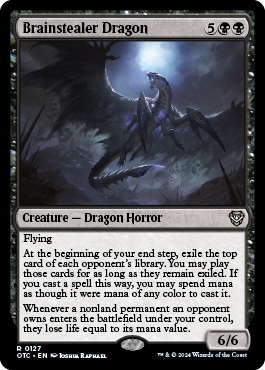 Brainstealer Dragon 5
Creature — Dragon Horror
Flying
At the beginning of your end step, exile the top
card of each opponent's library. You may play
those cards for as long as they remain exiled. If
you cast a spell this way, you may spend mana
as though it were mana of any color to cast it.
Whenever a nonland permanent an opponent
owns enters the battlefield under your control,
they lose life equal to its mana value.
6/6
R 0127
OTC • EN Joshua Raphael ™ & © 2024 Wizards of the Coast